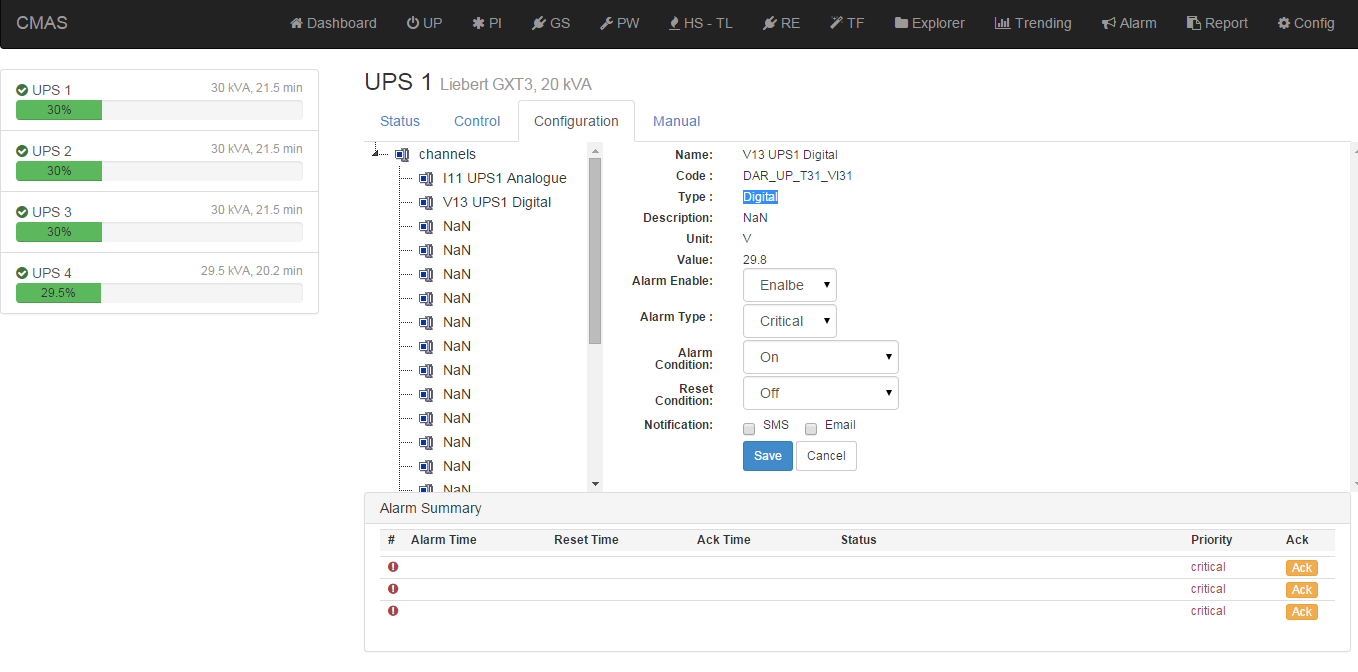 CMAS Dashboard UP PI GS PW HS - TL RE TF Explorer Trending Alarm Report Config
UPS 1 30 kVA, 21.5 min
30%
UPS 2 30 kVA, 21.5 min
30%
UPS 3 30 kVA, 21.5 min
30%
UPS 4 29.5 kVA, 20.2 min
29.5%
UPS 1 Liebert GXT3, 20 kVA
Status Control Configuration Manual
channels
I11 UPS1 Analogue
V13 UPS1 Digital
NaN
NaN
NaN
NaN
NaN
NaN
NaN
NaN
NaN
NaN
NaN
NaN
Name: V13 UPS1 Digital
Code : DAR_UP_T31_VI31
Type : Digital
Description: NaN
Unit: V
Value: 29.8
Alarm Enable: Enalbe
Alarm Type : Critical
Alarm
Condition: On
Reset
Condition: Off
Notification: SMS Email
Save Cancel
Alarm Summary
# Alarm Time Reset Time Ack Time Status Priority Ack
critical Ack
critical Ack
critical Ack